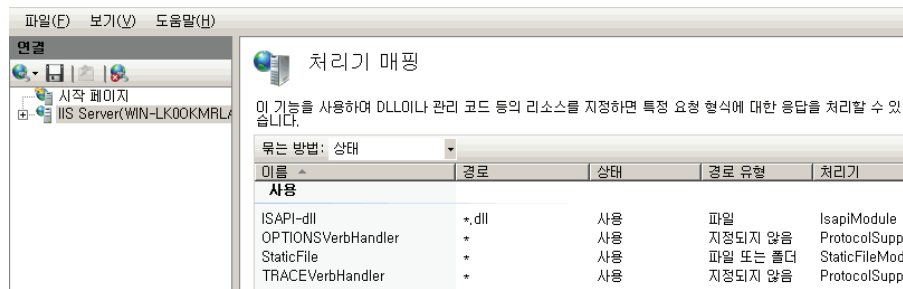 파일(F) 보기(V) 도움말(H)
연결
시작 페이지
IIS Server(WIN-LK0OKMRL
처리기 매핑
이 기능을 사용하여 DLL이나 관리 코드 등의 리소스를 지정하면 특정 요청 형식에 대한 응답을 처리할 수 있
습니다.
묶는 방법: 상태
이름 경로 상태 경로 유형 처리기
사용
ISAPI-dll *.dll 사용 파일 IsapiModule
OPTIONSVerbHandler * 사용 지정되지 않음 ProtocolSupp
StaticFile * 사용 파일 또는 폴더 StaticFileMod
TRACEVerbHandler * 사용 지정되지 않음 ProtocolSupp